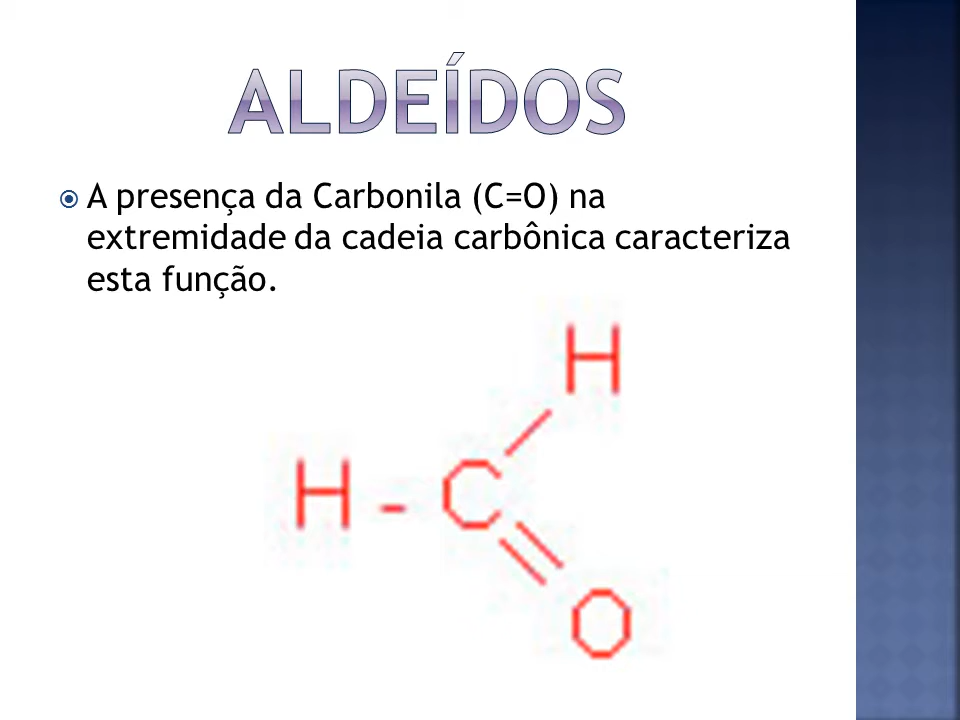 ALDEÍDOS
A presença da Carbonila (C=O) na
extremidade da cadeia carbônica caracteriza
esta função.
H
H - C
O